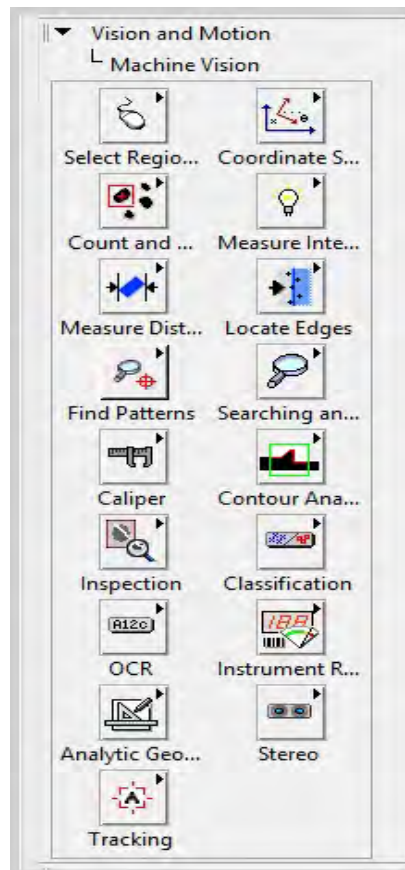 Vision and Motion
Machine Vision
Select Regio... Coordinate S...
Count and ... Measure Inte...
Measure Dist... Locate Edges
Find Patterns Searching an...
Caliper Contour Ana...
Inspection Classification
A12c
OCR Instrument R...
Analytic Geo... Stereo
A
Tracking